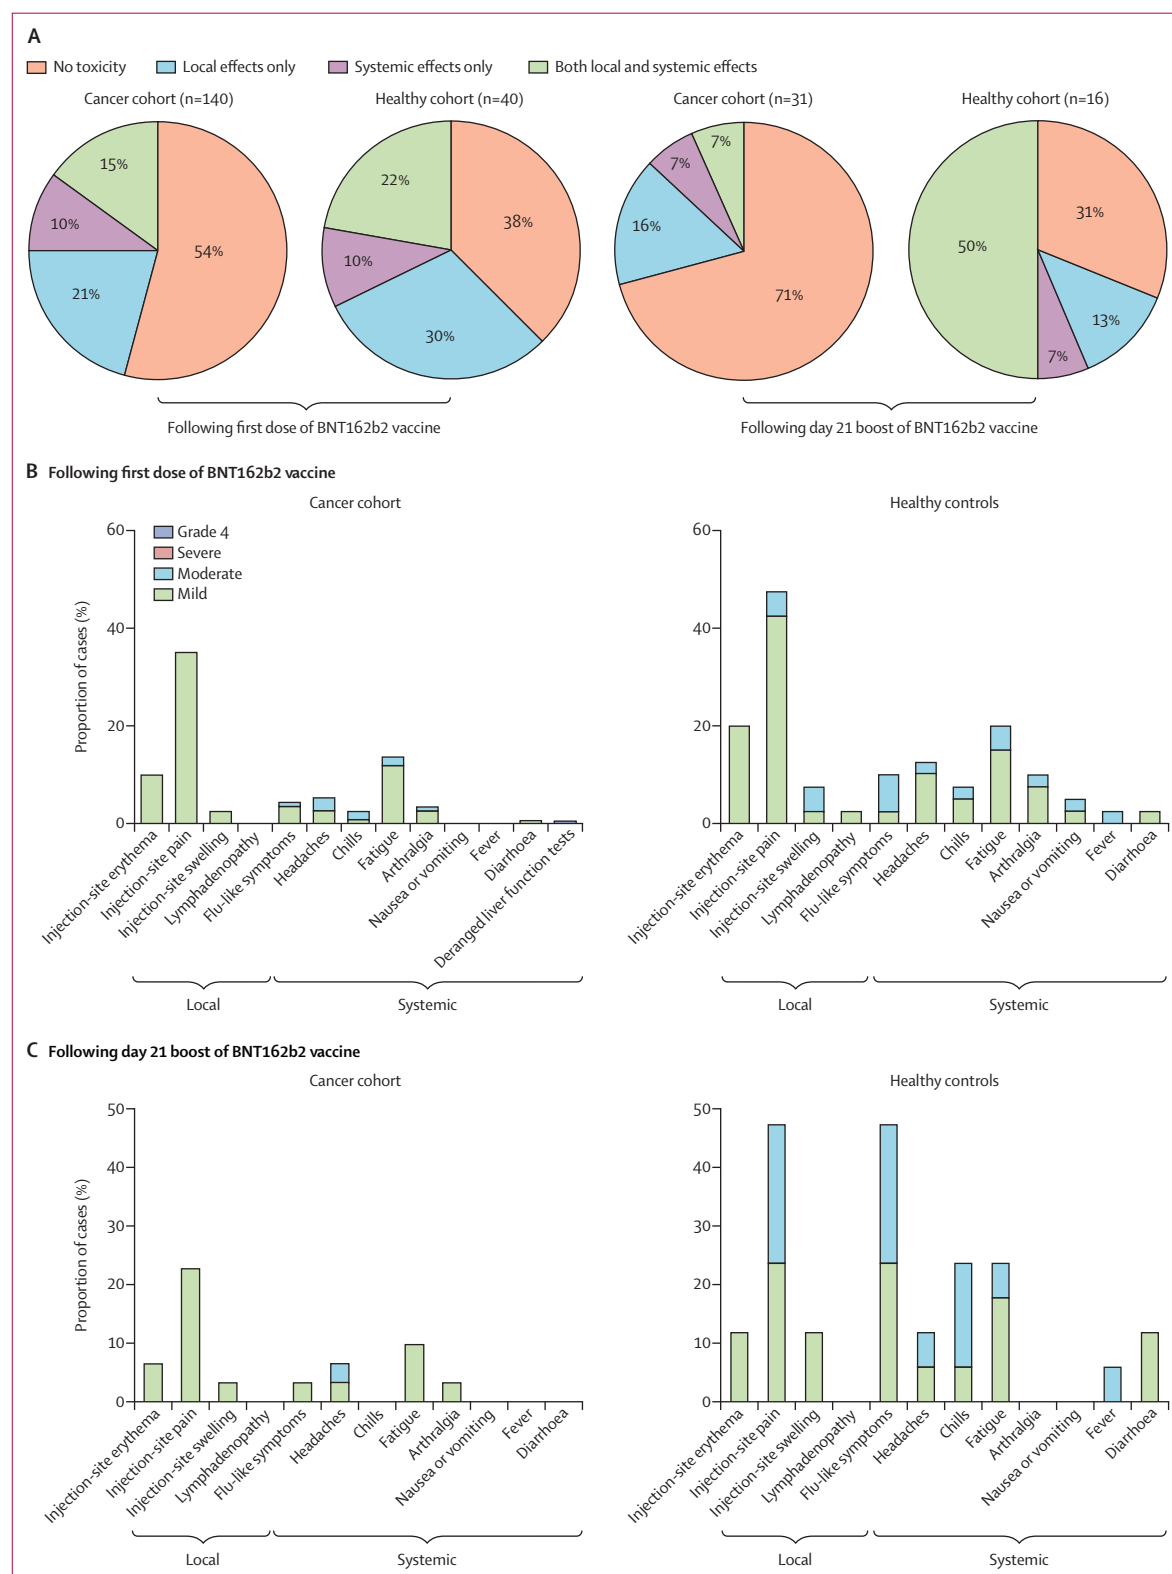 A
No toxicity Local effects only Systemic effects only Both local and systemic effects
Cancer cohort (n=140) Healthy cohort (n=40) Cancer cohort (n=31) Healthy cohort (n=16)
15% 10% 21% 54%
22% 10% 30% 38%
7% 7% 16% 71%
50% 31% 13% 7%
Following first dose of BNT162b2 vaccine Following day 21 boost of BNT162b2 vaccine
B Following first dose of BNT162b2 vaccine
Cancer cohort
Grade 4
Severe
Moderate
Mild
Proportion of cases (%)
60
40
20
0
Injection-site erythema
Injection-site pain
Injection-site swelling
Lymphadenopathy
Flu-like symptoms
Headaches
Chills
Fatigue
Arthralgia
Nausea or vomiting
Fever
Diarrhoea
Deranged liver function tests
Local Systemic
Healthy controls
60
40
20
0
Injection-site erythema
Injection-site pain
Injection-site swelling
Lymphadenopathy
Flu-like symptoms
Headaches
Chills
Fatigue
Arthralgia
Nausea or vomiting
Fever
Diarrhoea
Local Systemic
C Following day 21 boost of BNT162b2 vaccine
Cancer cohort
Proportion of cases (%)
50
40
30
20
10
0
Injection-site erythema
Injection-site pain
Injection-site swelling
Lymphadenopathy
Flu-like symptoms
Headaches
Chills
Fatigue
Arthralgia
Nausea or vomiting
Fever
Diarrhoea
Local Systemic
Healthy controls
50
40
30
20
10
0
Injection-site erythema
Injection-site pain
Injection-site swelling
Lymphadenopathy
Flu-like symptoms
Headaches
Chills
Fatigue
Arthralgia
Nausea or vomiting
Fever
Diarrhoea
Local Systemic